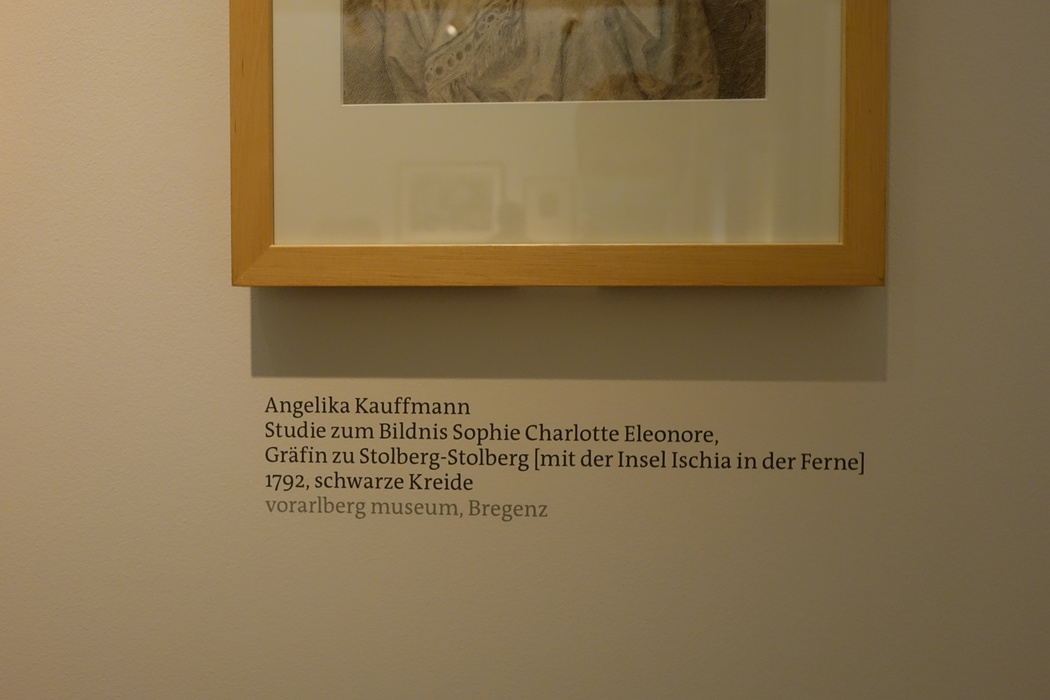 Angelika Kauffmann
Studie zum Bildnis Sophie Charlotte Eleonore,
Gräfin zu Stolberg-Stolberg [mit der Insel Ischia in der Ferne]
1792, schwarze Kreide
vorarlberg museum, Bregenz